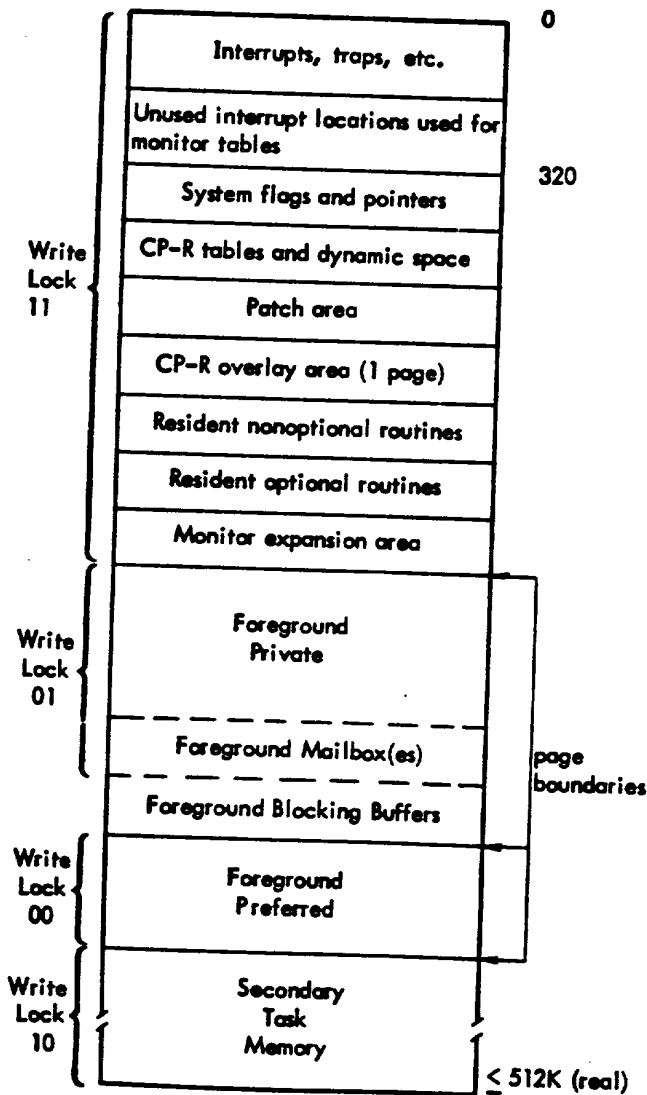 0
Interrupts, traps, etc.
Unused interrupt locations used for
monitor tables
320
System flags and pointers
CP-R tables and dynamic space
Write
Lock
11
Patch area
CP-R overlay area (1 page)
Resident nonoptional routines
Resident optional routines
Monitor expansion area
Write
Lock
01
Foreground
Private
Foreground Mailbox(es)
page
boundaries
Foreground Blocking Buffers
Write
Lock
00
Foreground
Preferred
Write
Lock
10
Secondary
Task
Memory
≤ 512K (real)